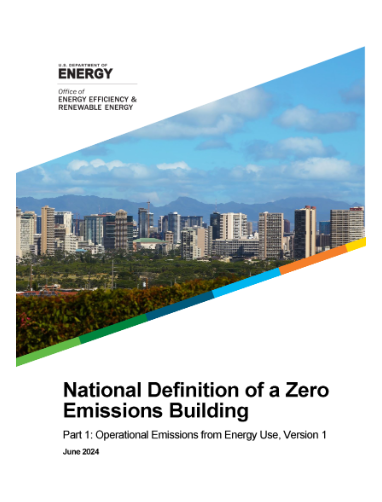 U.S. DEPARTMENT OF
ENERGY
Office of
ENERGY EFFICIENCY &
RENEWABLE ENERGY
National Definition of a Zero
Emissions Building
Part 1: Operational Emissions from Energy Use, Version 1
June 2024